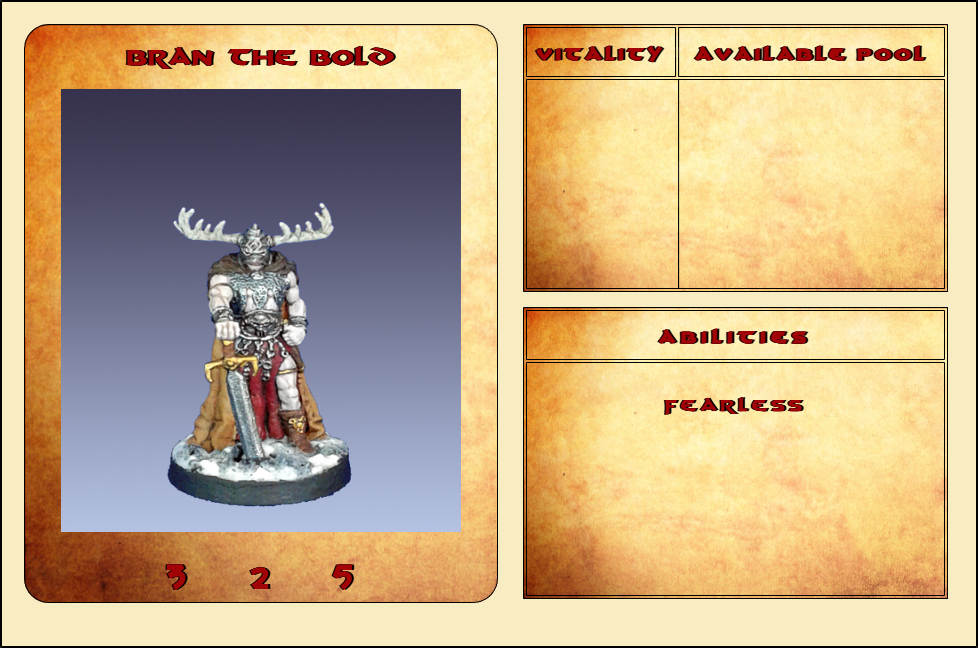 BRAN THE BOLD
3 2 5
VITALITY
AVAILABLE POOL
ABILITIES
FEARLESS